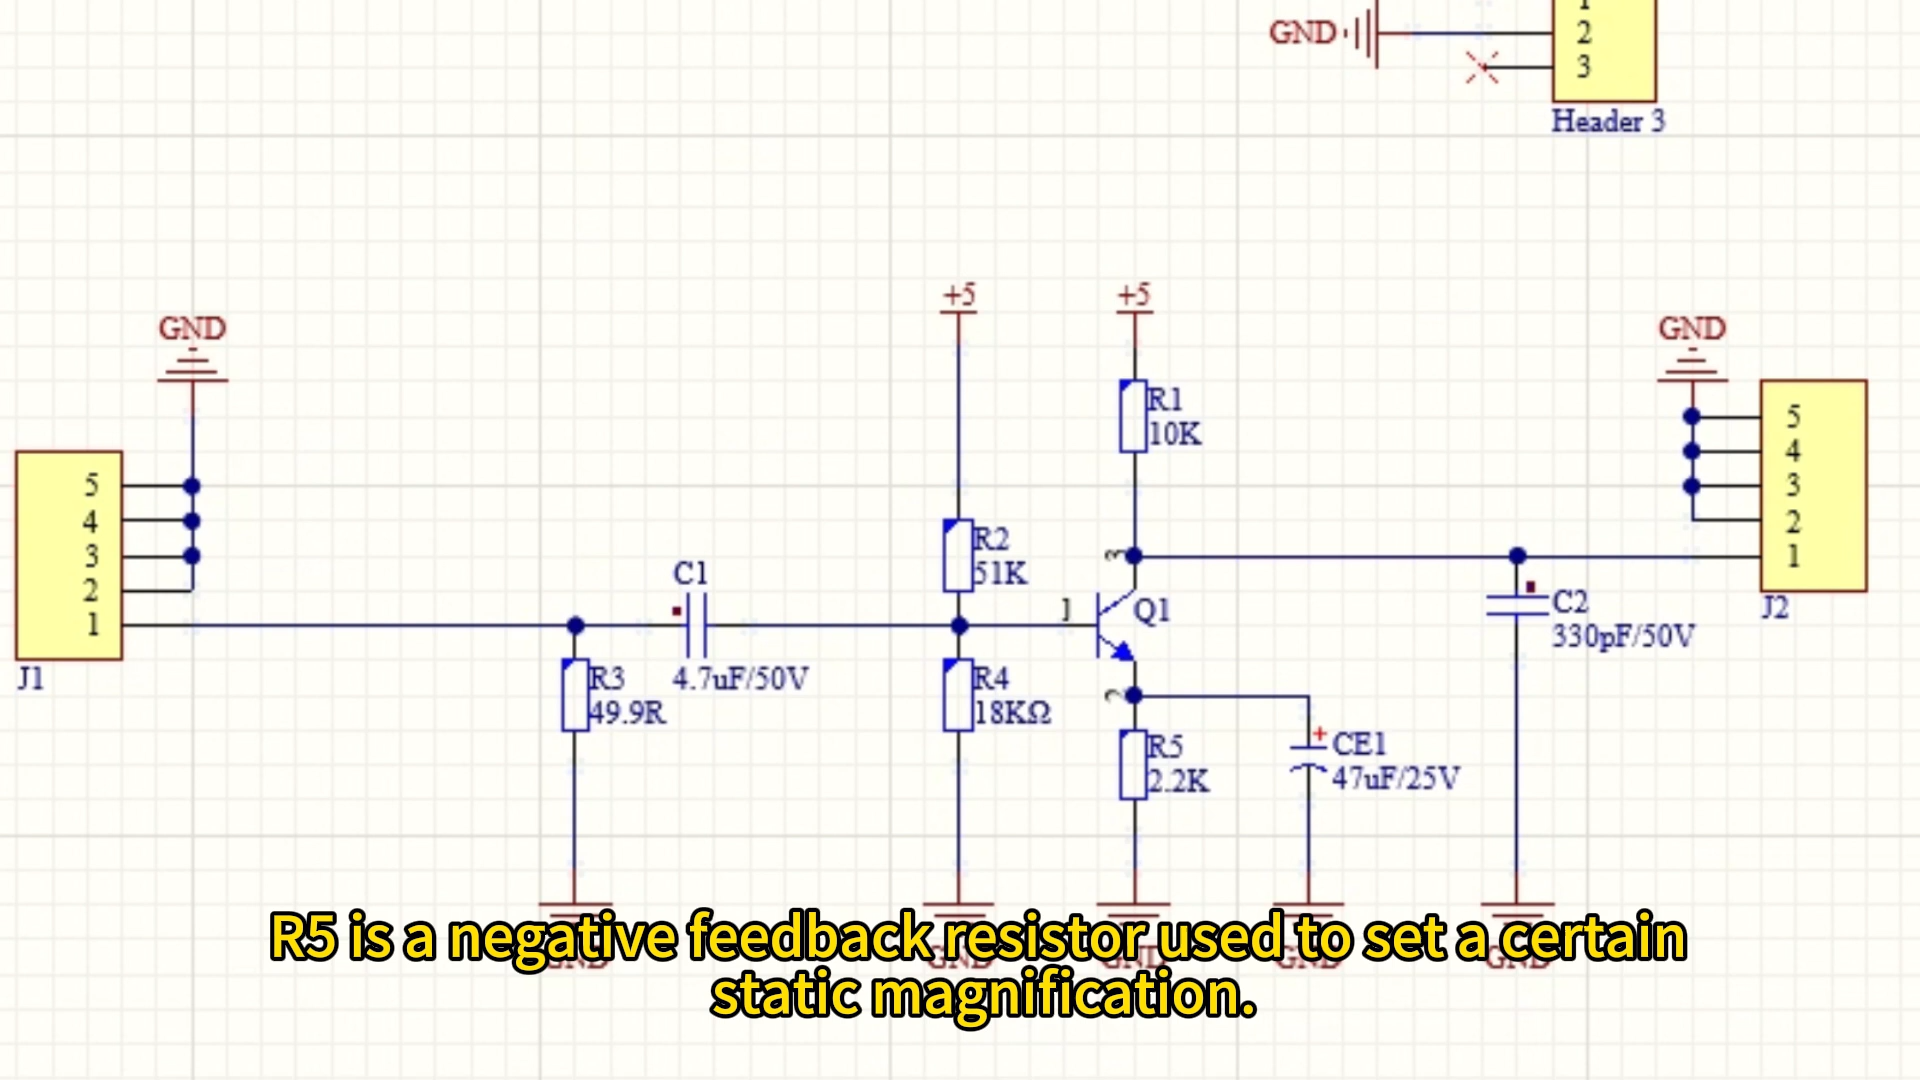 GND
2
3
Header 3
+5
+5
GND
GND
R1
10K
5
4
3
2
1
J1
5
4
3
2
1
J2
R2
51K
C1
4.7uF/50V
3
1
Q1
2
C2
330pF/50V
R3
49.9R
R4
18KΩ
R5
2.2K
CE1
47uF/25V
+
GND
GND
GND
GND
GND
R5 is a negative feedback resistor used to set a certain
static magnification.